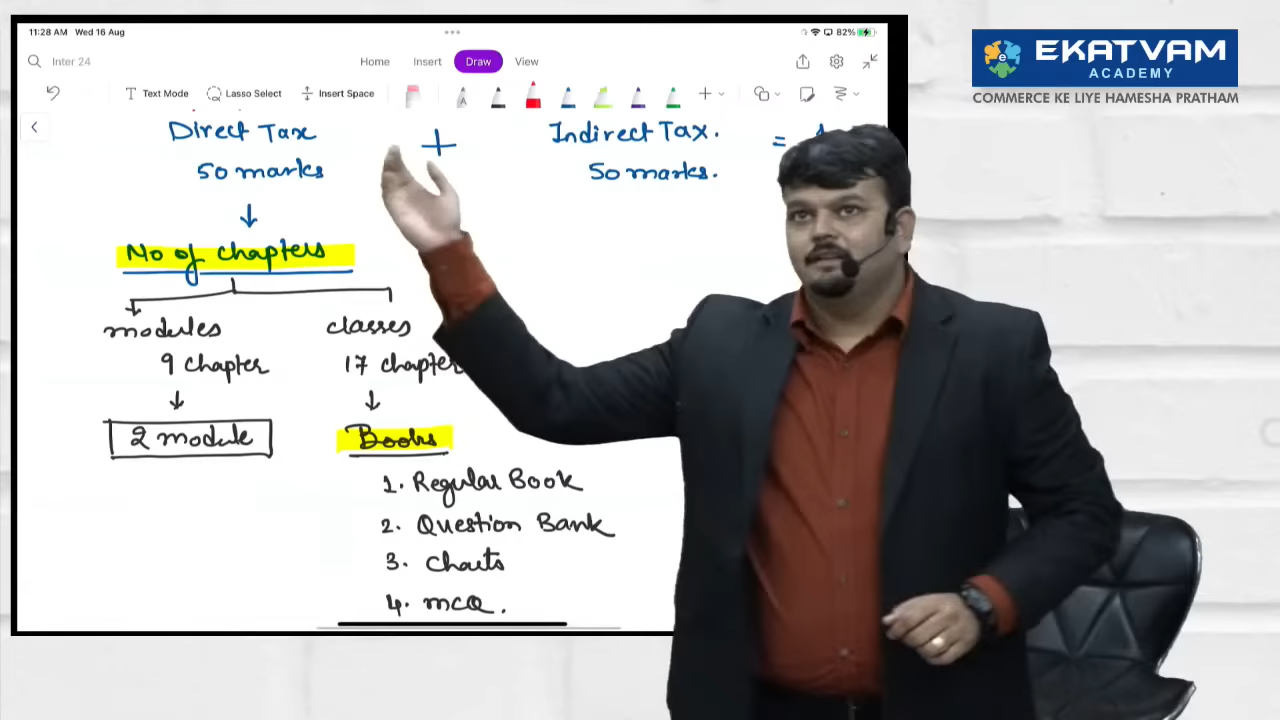 11:28 AM Wed 16 Aug
82%
Inter 24
Home Insert Draw View
Text Mode Lasso Select Insert Space
EKATVAM
ACADEMY
COMMERCE KE LIYE HAMESHA PRATHAM
Direct Tax + Indirect Tax. =
50 marks 50 marks.
No of chapters
modules classes
9 chapter 17 chapter
2 module Books
1. Regular Book
2. Question Bank
3. Charts
4. MCQ.